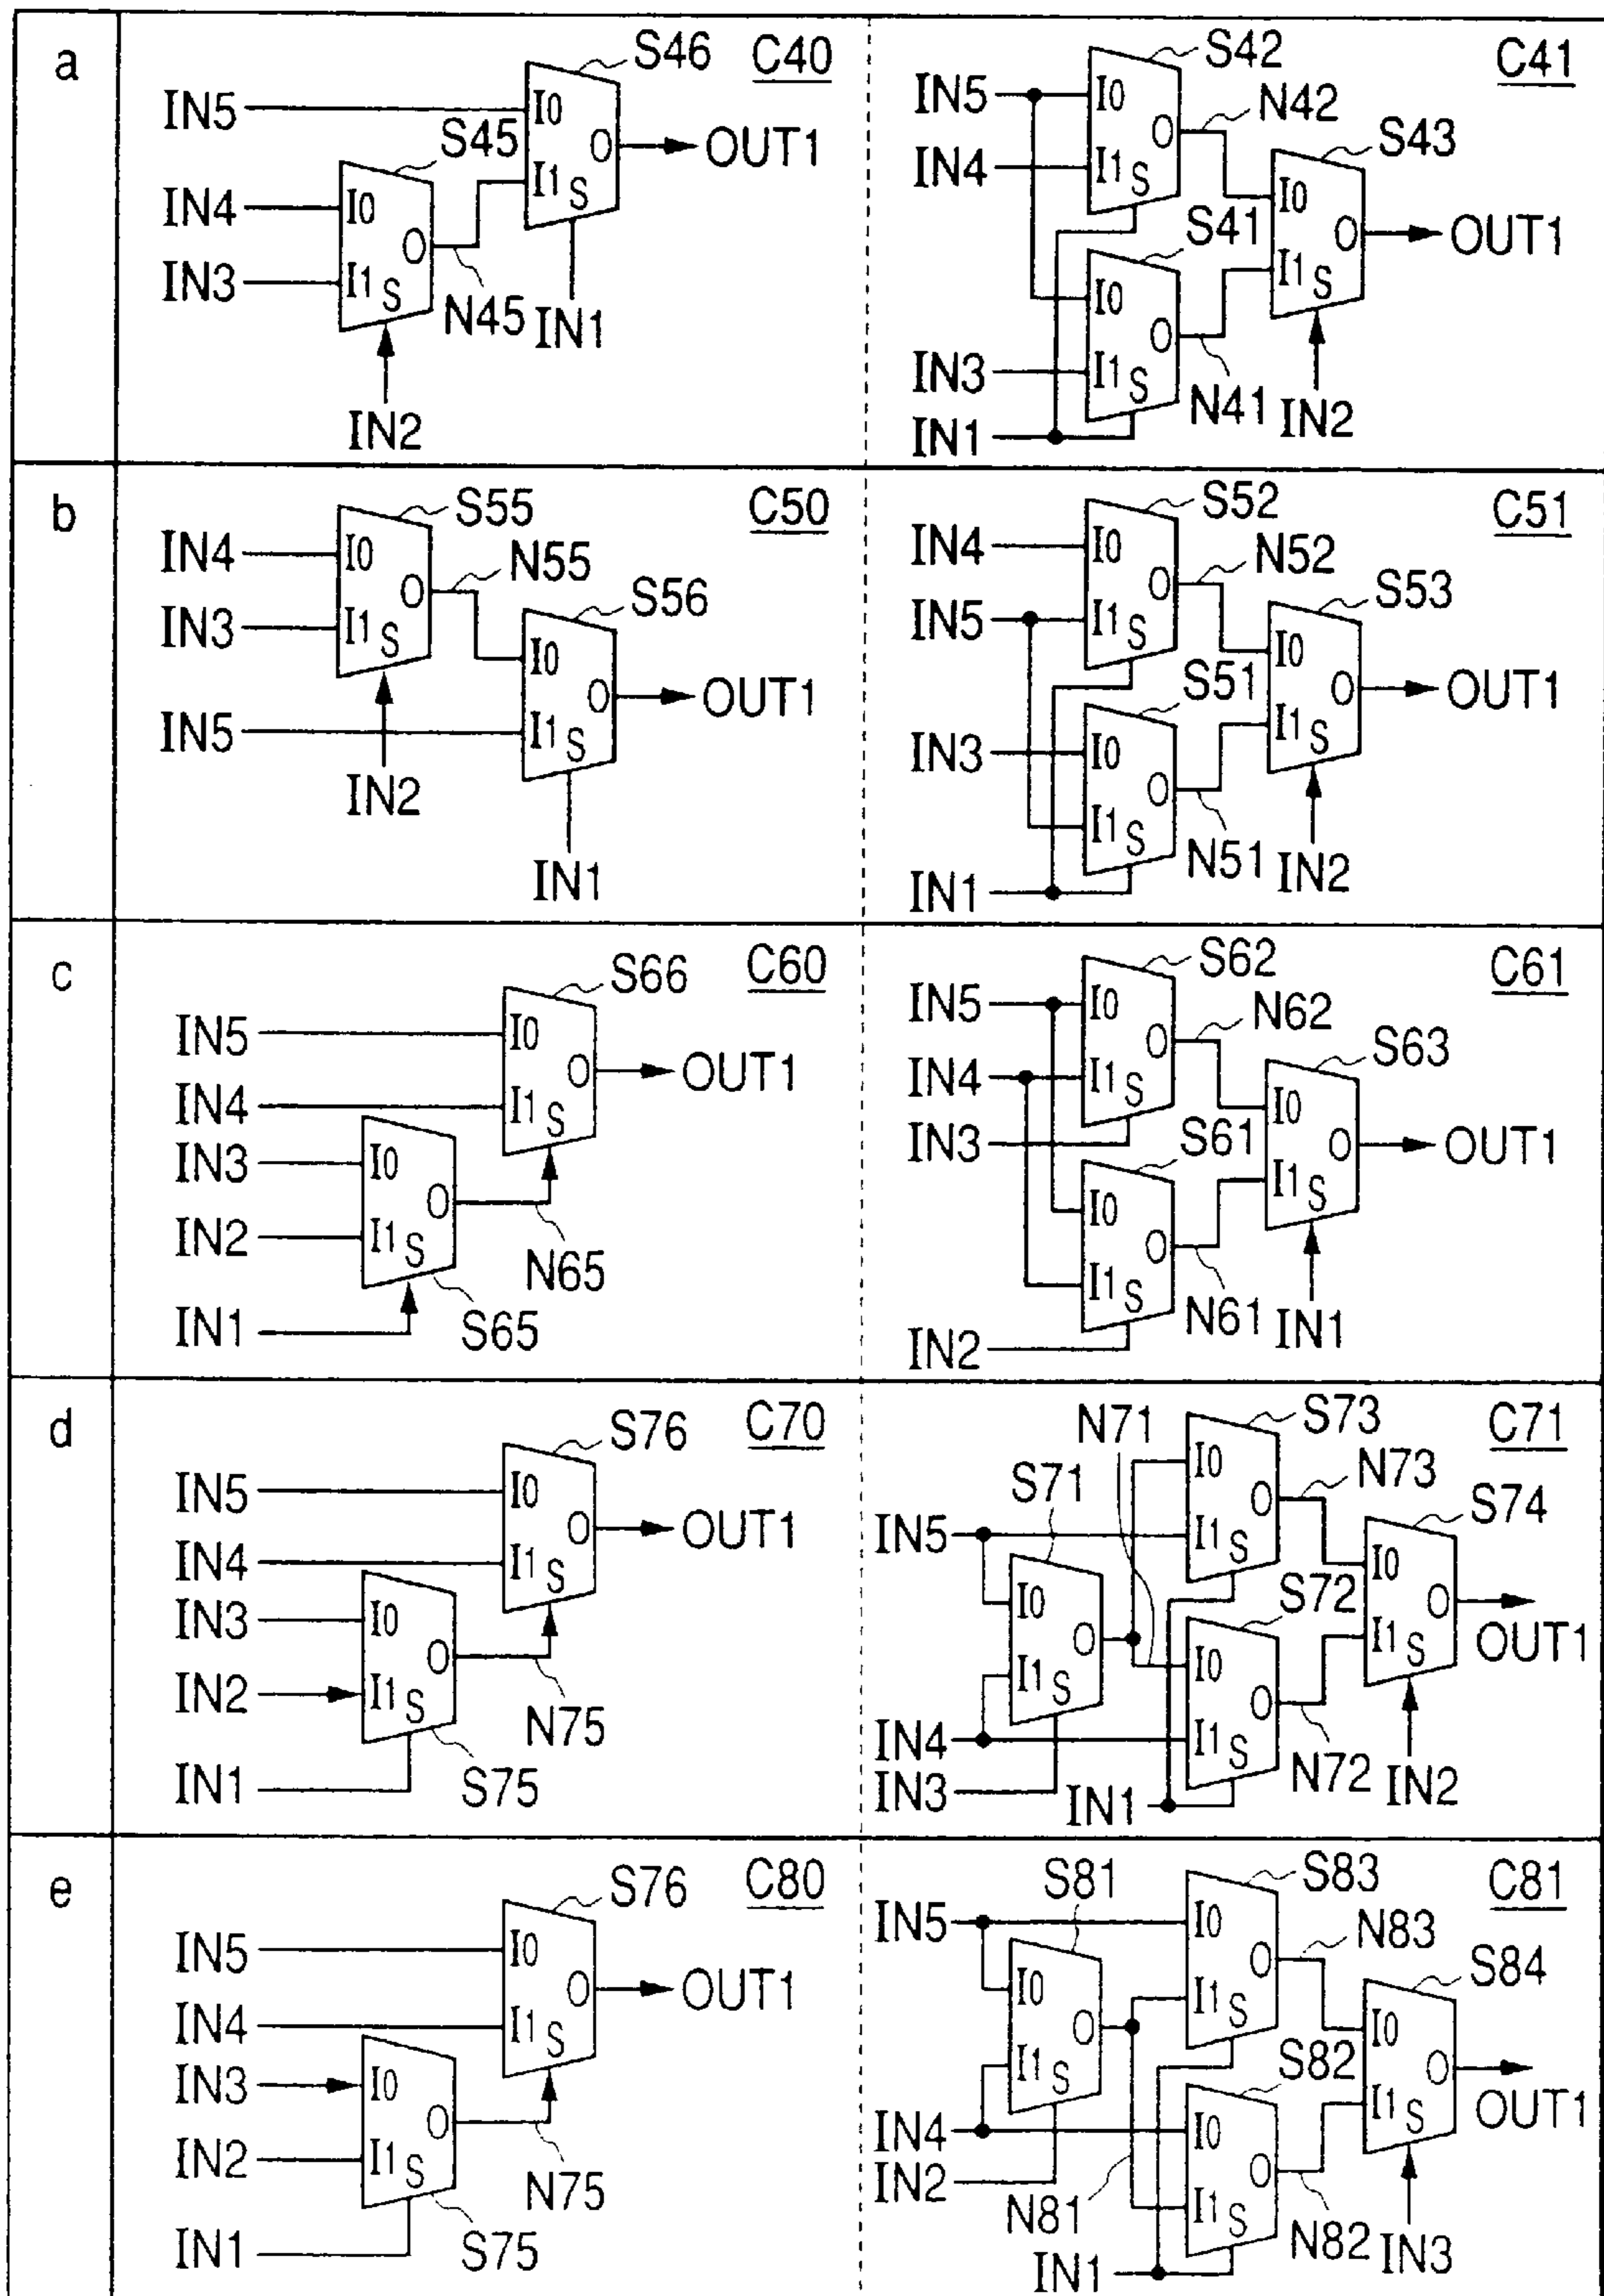 a
S46
C40
IN5
I0
S45
O
OUT1
I1
S
IN4
I0
O
IN3
I1
S
N45
IN1
IN2
S42
C41
IN5
I0
N42
O
S43
IN4
I1
S
I0
S41
O
OUT1
I0
I1
S
O
IN3
I1
S
N41
IN2
IN1
b
S55
C50
IN4
I0
N55
O
S56
IN3
I1
S
I0
O
OUT1
IN5
I1
S
IN2
IN1
S52
C51
IN4
I0
N52
O
S53
IN5
I1
S
I0
S51
O
OUT1
IN3
I0
I1
S
O
I1
S
N51
IN2
IN1
c
S66
C60
IN5
I0
O
OUT1
IN4
I1
S
IN3
I0
O
IN2
I1
S
N65
IN1
S65
S62
C61
IN5
I0
N62
O
S63
IN4
I1
S
I0
IN3
S61
O
OUT1
I0
I1
S
O
I1
S
N61
IN1
IN2
d
S76
C70
IN5
I0
O
OUT1
IN4
I1
S
IN3
I0
O
IN2
I1
S
N75
IN1
S75
S73
C71
N71
I0
N73
S71
O
S74
IN5
I1
S
I0
I0
S72
O
O
I0
I1
S
OUT1
I1
S
O
IN4
I1
S
N72
IN2
IN3
IN1
e
S76
C80
IN5
I0
O
OUT1
IN4
I1
S
IN3
I0
O
IN2
I1
S
N75
IN1
S75
S81
S83
C81
IN5
I0
N83
O
S84
I0
I1
S
O
I0
I1
S
S82
O
IN4
I0
I1
S
OUT1
IN2
O
N81
I1
S
N82
IN3
IN1